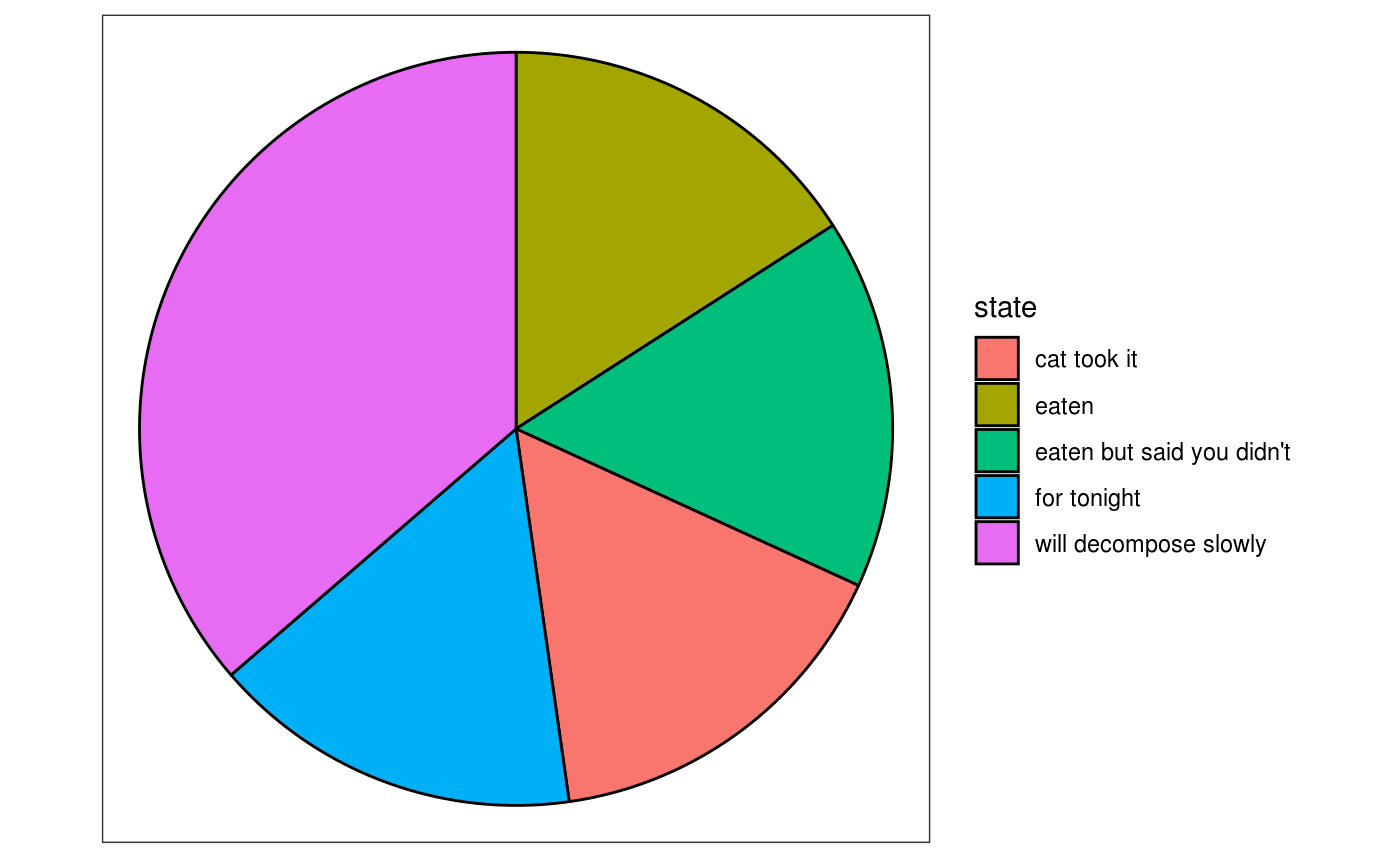 state
cat took it
eaten
eaten but said you didn't
for tonight
will decompose slowly